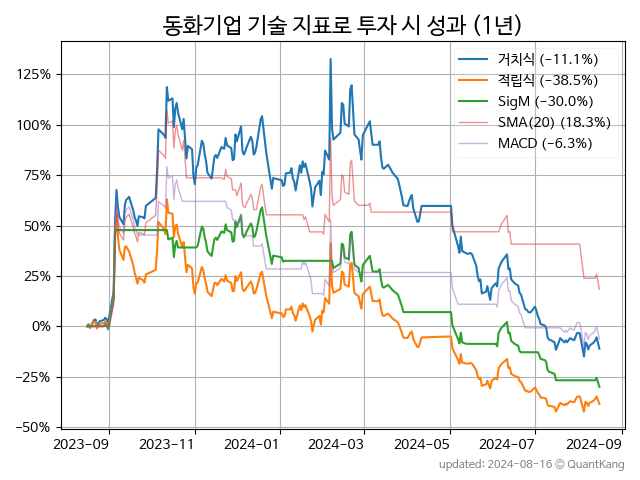 동화기업 기술 지표로 투자 시 성과 (1년)
거치식 (−11.1%)
적립식 (−38.5%)
SigM (−30.0%)
SMA(20) (18.3%)
MACD (−6.3%)
125%
100%
75%
50%
25%
0%
−25%
−50%
2023-09 2023-11 2024-01 2024-03 2024-05 2024-07 2024-09
updated: 2024-08-16 © QuantKang